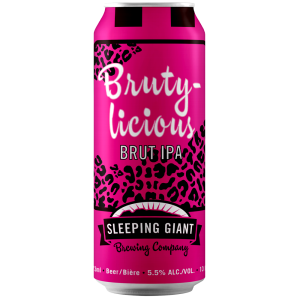 Bruty-
licious
BRUT IPA
SLEEPING GIANT
Brewing Company
Beer/Bière • 5.5% ALC./VOL.